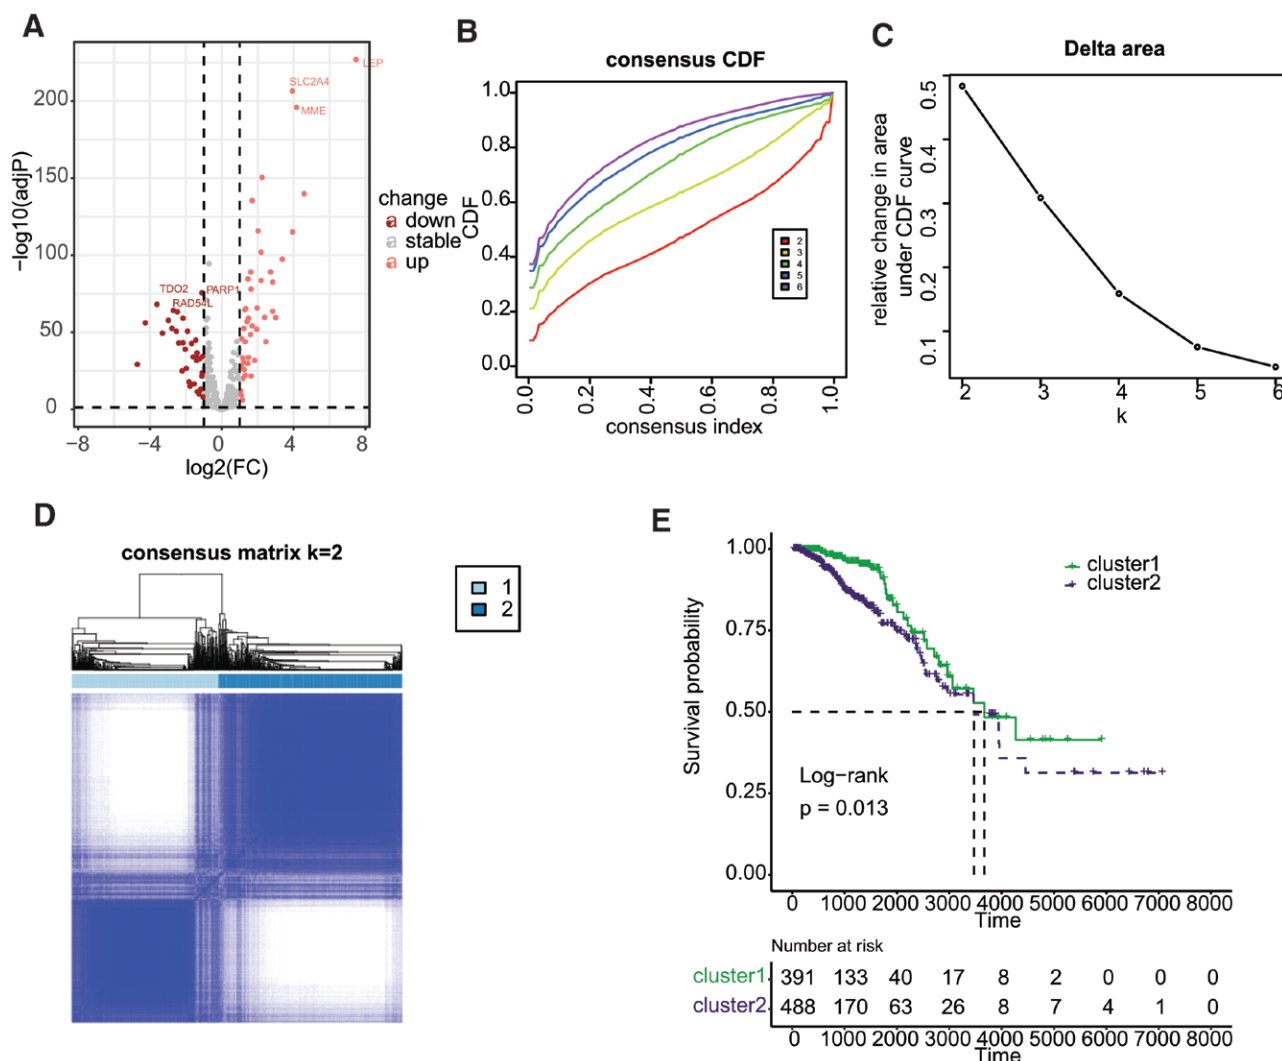 A
−log10(adjP)
200
150
100
50
0
−8
−4
0
4
8
log2(FC)
LEP
SLC2A4
MME
TDO2
PARP1
RAD54L
change
a down
a stable
a up
B
consensus CDF
CDF
1.0
0.8
0.6
0.4
0.2
0.0
0.0
0.2
0.4
0.6
0.8
1.0
consensus index
2
3
4
5
6
C
Delta area
relative change in area
under CDF curve
0.5
0.4
0.3
0.2
0.1
2
3
4
5
6
k
D
consensus matrix k=2
1
2
E
Survival probability
1.00
0.75
0.50
0.25
0.00
cluster1
cluster2
Log−rank
p = 0.013
0 1000 2000 3000 4000 5000 6000 7000 8000
Time
Number at risk
cluster1 391 133 40 17 8 2 0 0 0
cluster2 488 170 63 26 8 7 4 1 0
0 1000 2000 3000 4000 5000 6000 7000 8000
Time